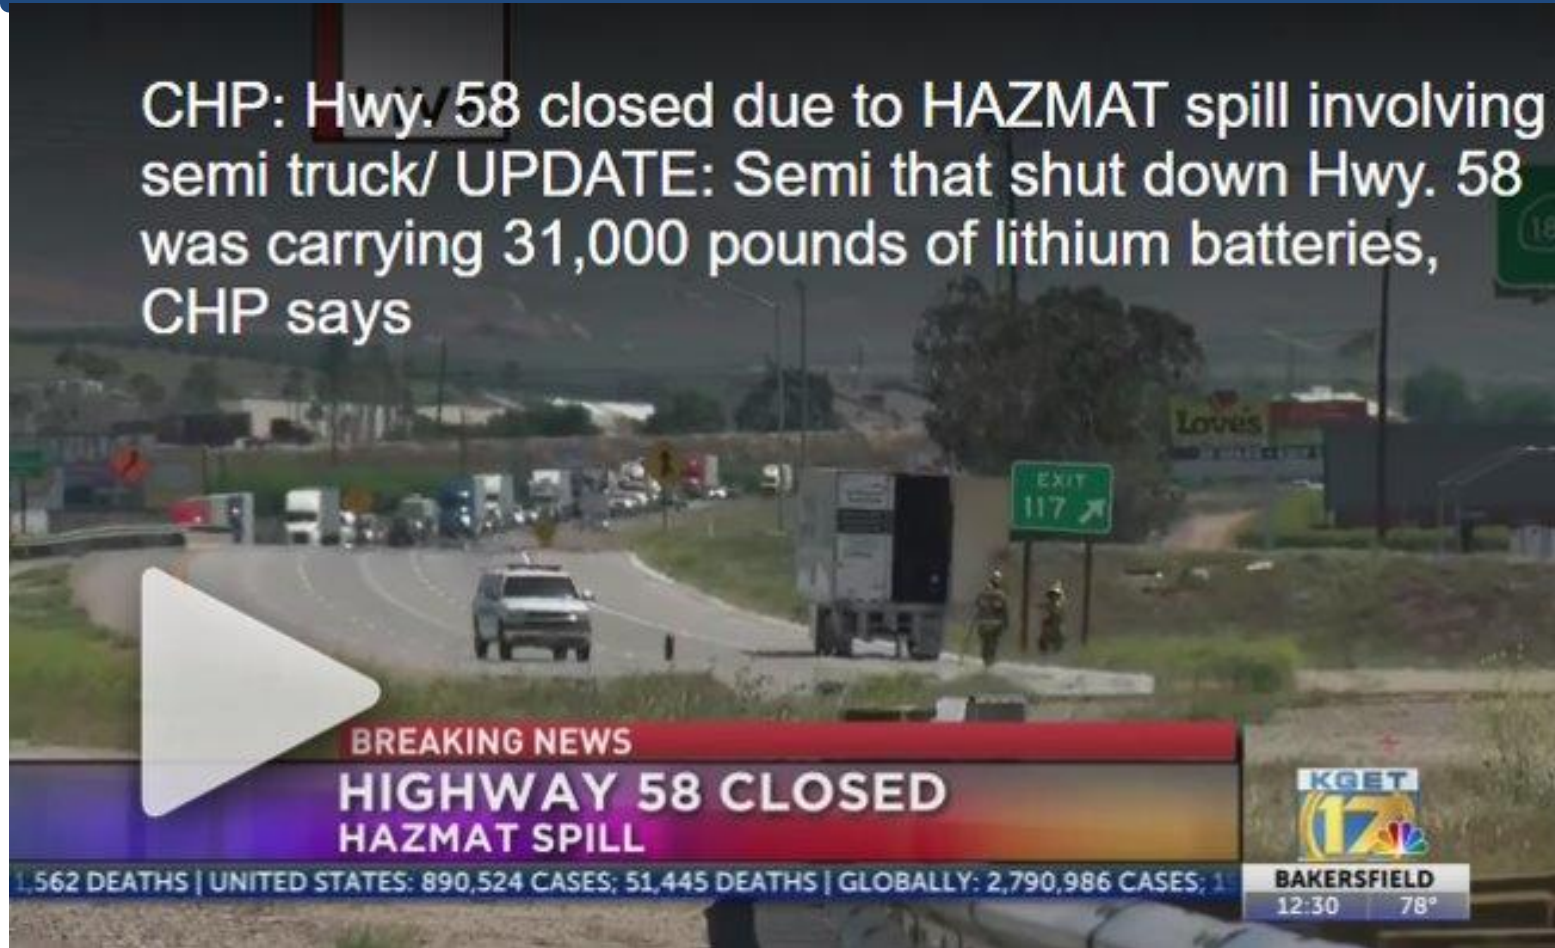 CHP: Hwy. 58 closed due to HAZMAT spill involving
semi truck/ UPDATE: Semi that shut down Hwy. 58
was carrying 31,000 pounds of lithium batteries,
CHP says
18
Love's
EXIT
117
BREAKING NEWS
HIGHWAY 58 CLOSED
HAZMAT SPILL
KGET
17
,562 DEATHS | UNITED STATES: 890,524 CASES; 51,445 DEATHS | GLOBALLY: 2,790,986 CASES; 1
BAKERSFIELD
12:30 78°